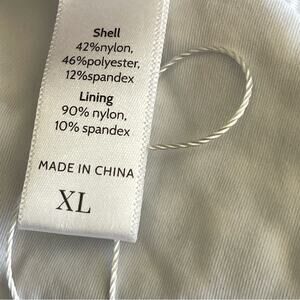 Shell
42%nylon,
46%polyester,
12%spandex
Lining
90% nylon,
10% spandex
MADE IN CHINA
XL